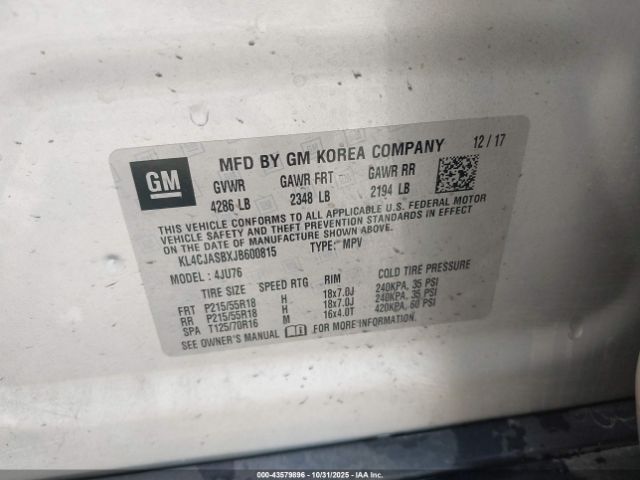 GM
MFD BY GM KOREA COMPANY 12 / 17
GVWR GAWR FRT GAWR RR
4286 LB 2348 LB 2194 LB
THIS VEHICLE CONFORMS TO ALL APPLICABLE U.S. FEDERAL MOTOR
VEHICLE SAFETY AND THEFT PREVENTION STANDARDS IN EFFECT
ON THE DATE OF MANUFACTURE SHOWN ABOVE
KL4CJASBXJB600815 TYPE: MPV
MODEL : 4JU76
TIRE SIZE SPEED RTG RIM COLD TIRE PRESSURE
FRT P215/55R18 H 18x7.0J 240KPA, 35 PSI
RR P215/55R18 H 18x7.0J 240KPA, 35 PSI
SPA T125/70R16 M 16x4.0T 420KPA, 60 PSI
SEE OWNER'S MANUAL FOR MORE INFORMATION.
000-43579896 - 10/31/2025 - IAA Inc.